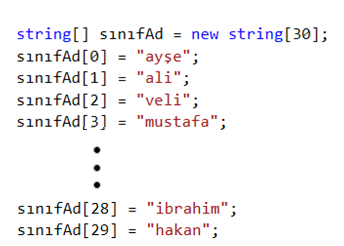 string[] sınıfAd = new string[30];
sınıfAd[0] = "ayşe";
sınıfAd[1] = "ali";
sınıfAd[2] = "veli";
sınıfAd[3] = "mustafa";
•
•
•
sınıfAd[28] = "ibrahim";
sınıfAd[29] = "hakan";